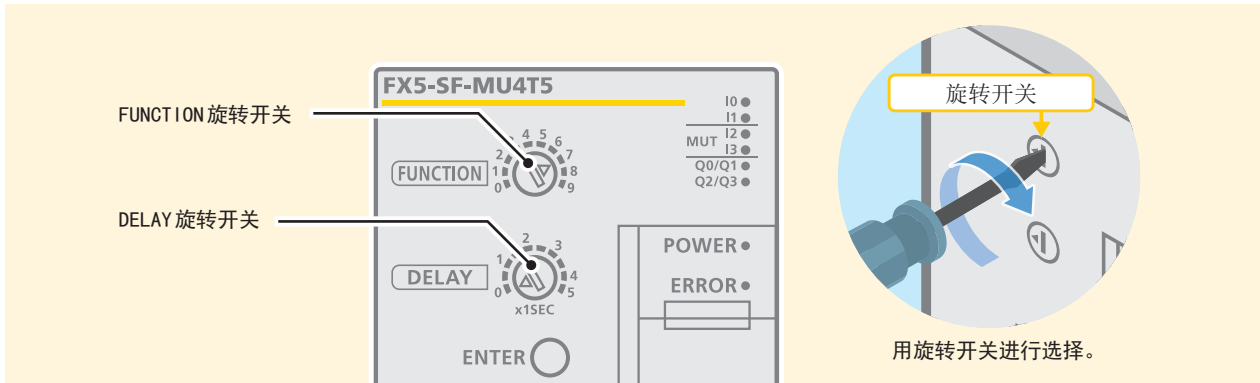 FX5-SF-MU4T5
FUNCTION旋转开关
DELAY旋转开关
I0
I1
MUT
I2
I3
Q0/Q1
Q2/Q3
FUNCTION
0 1 2 4 5 6 7 8 9
DELAY
0 1 2 3 4 5
x1SEC
ENTER
POWER
ERROR
旋转开关
用旋转开关进行选择。